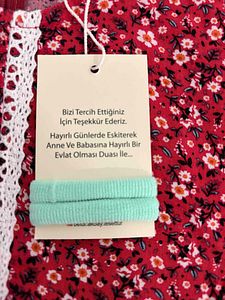 Bizi Tercih Ettiğiniz
İçin Teşekkür Ederiz.
Hayırlı Günlerde Eskiterek
Anne Ve Babasına Hayırlı Bir
Evlat Olması Duası İle...